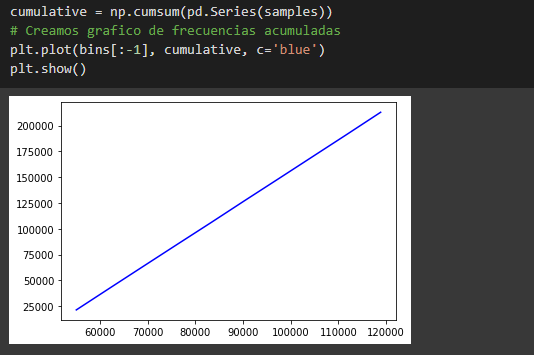 cumulative = np.cumsum(pd.Series(samples))
# Creamos grafico de frecuencias acumuladas
plt.plot(bins[:-1], cumulative, c='blue')
plt.show()
200000
175000
150000
125000
100000
75000
50000
25000
60000 70000 80000 90000 100000 110000 120000